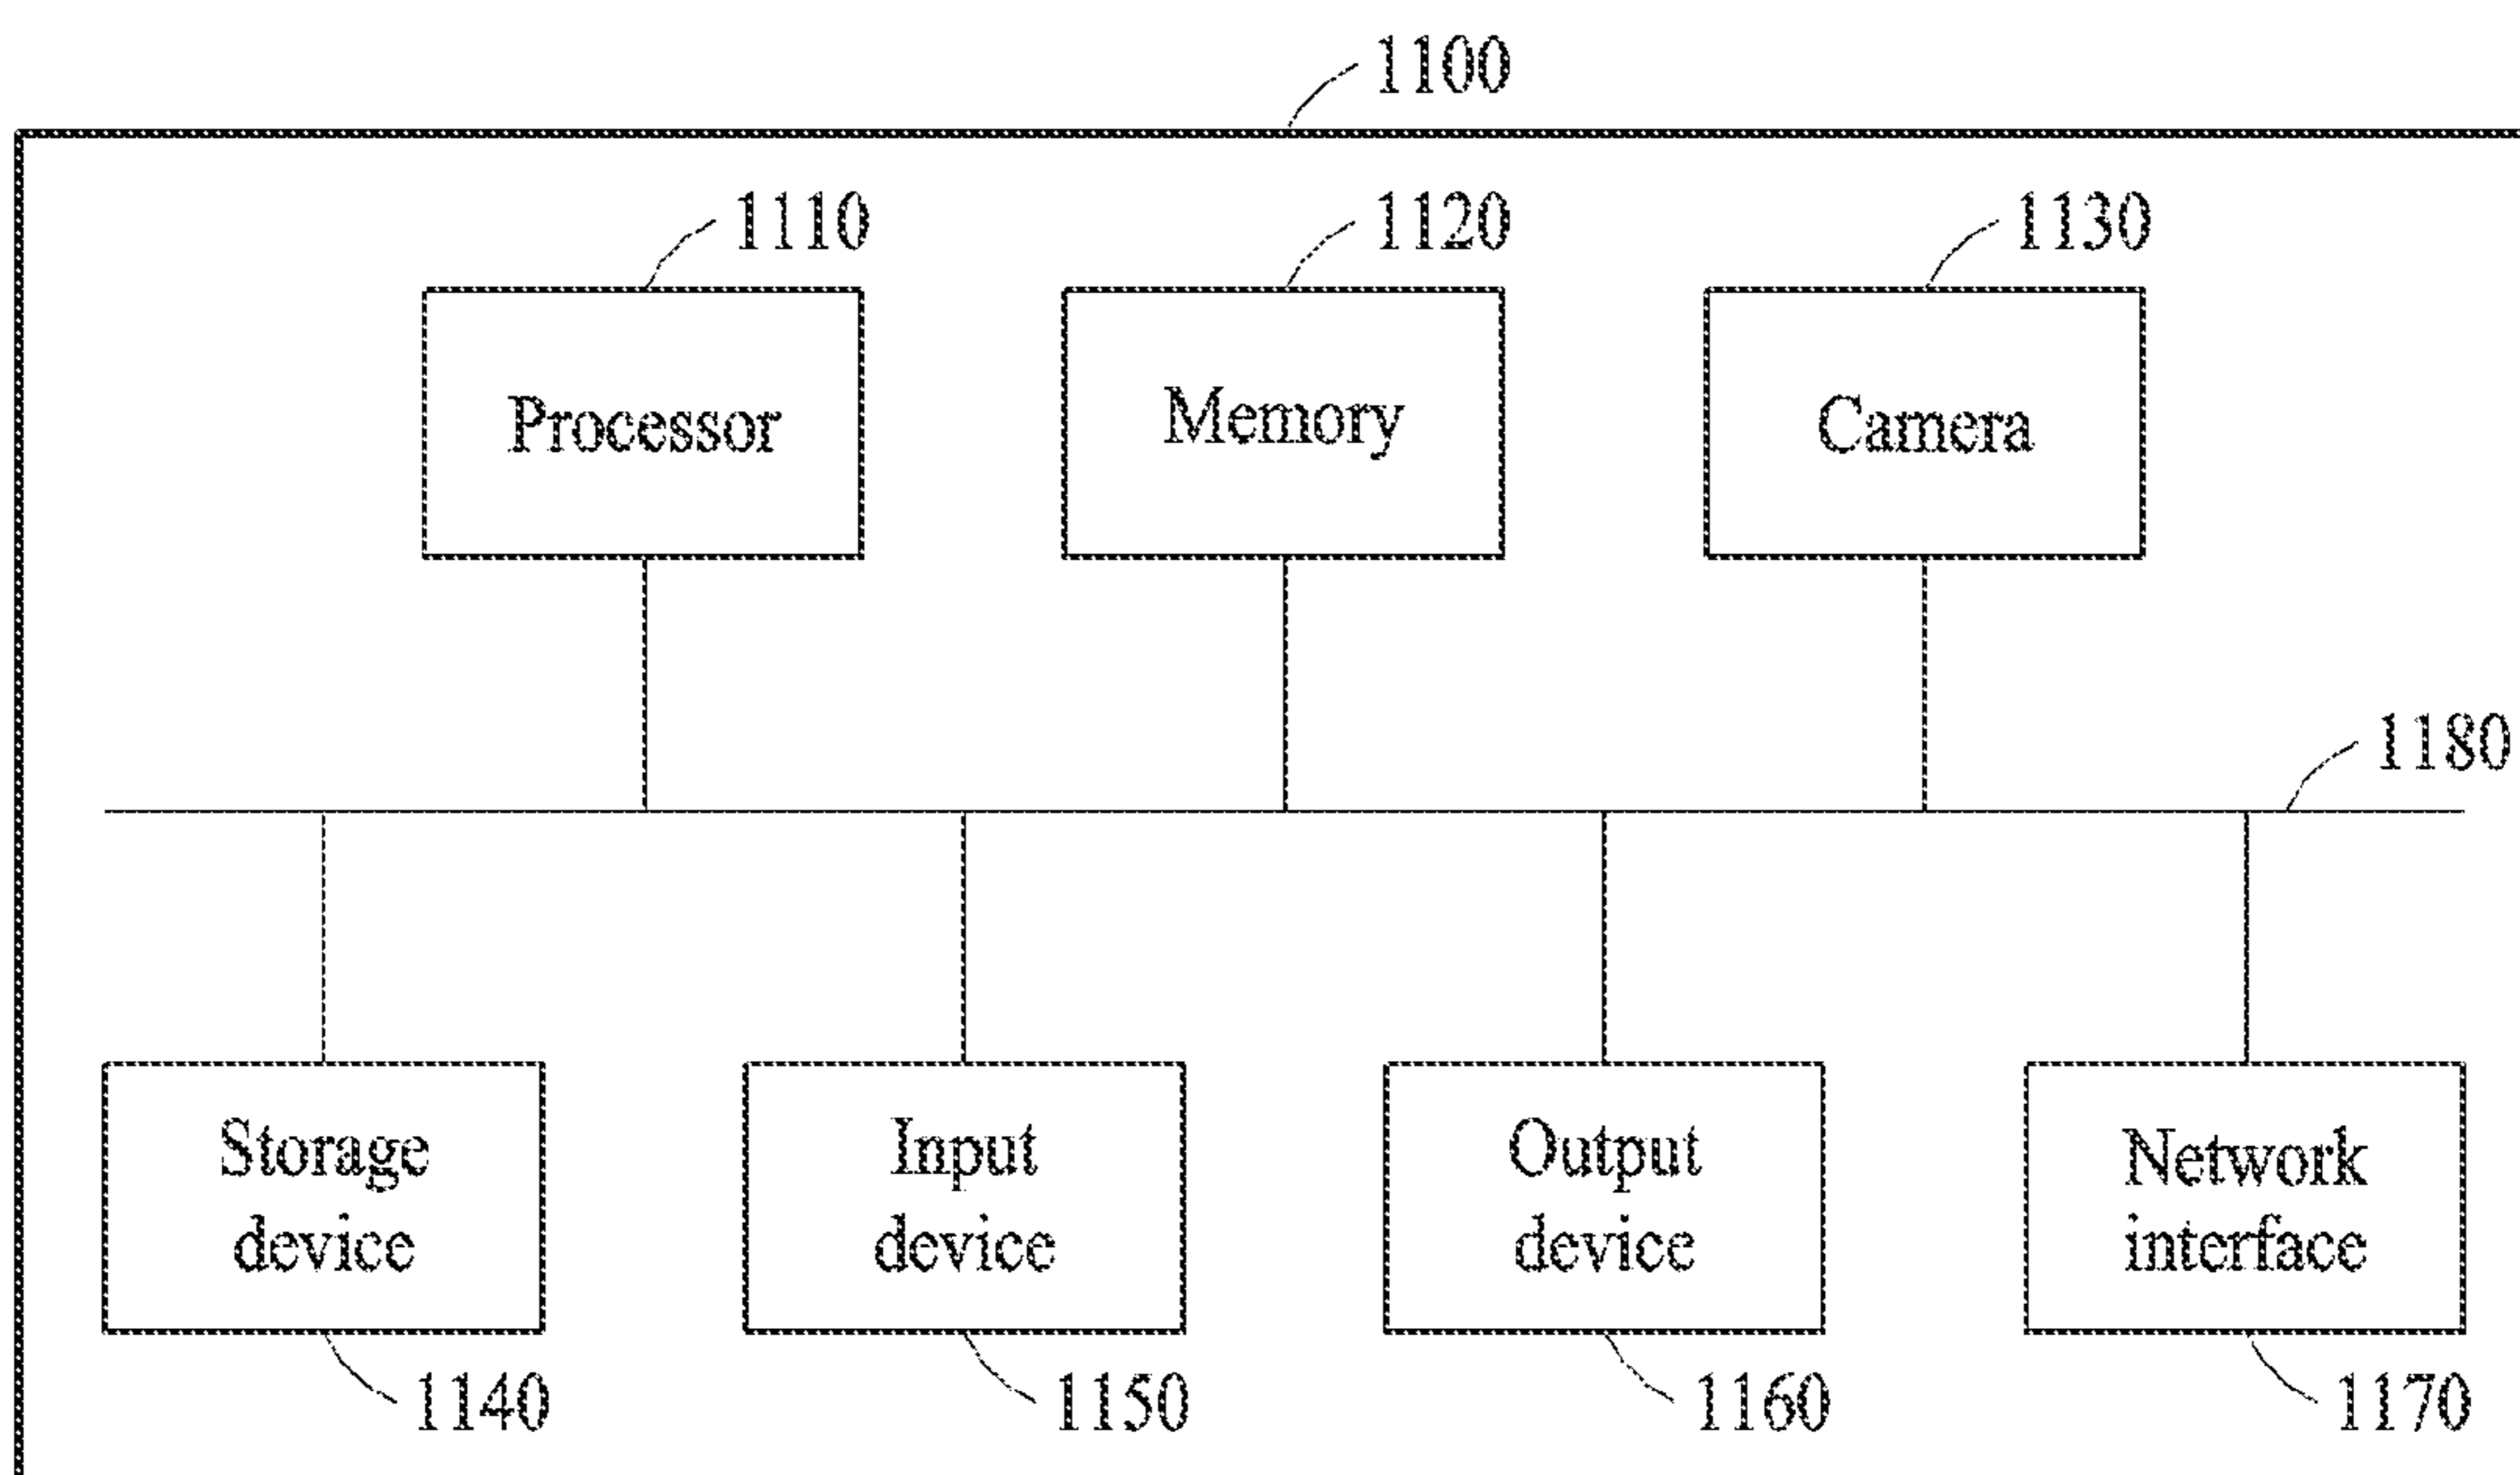 1100
1110
1120
1130
Processor
Memory
Camera
1180
Storage
device
Input
device
Output
device
Network
interface
1140
1150
1160
1170